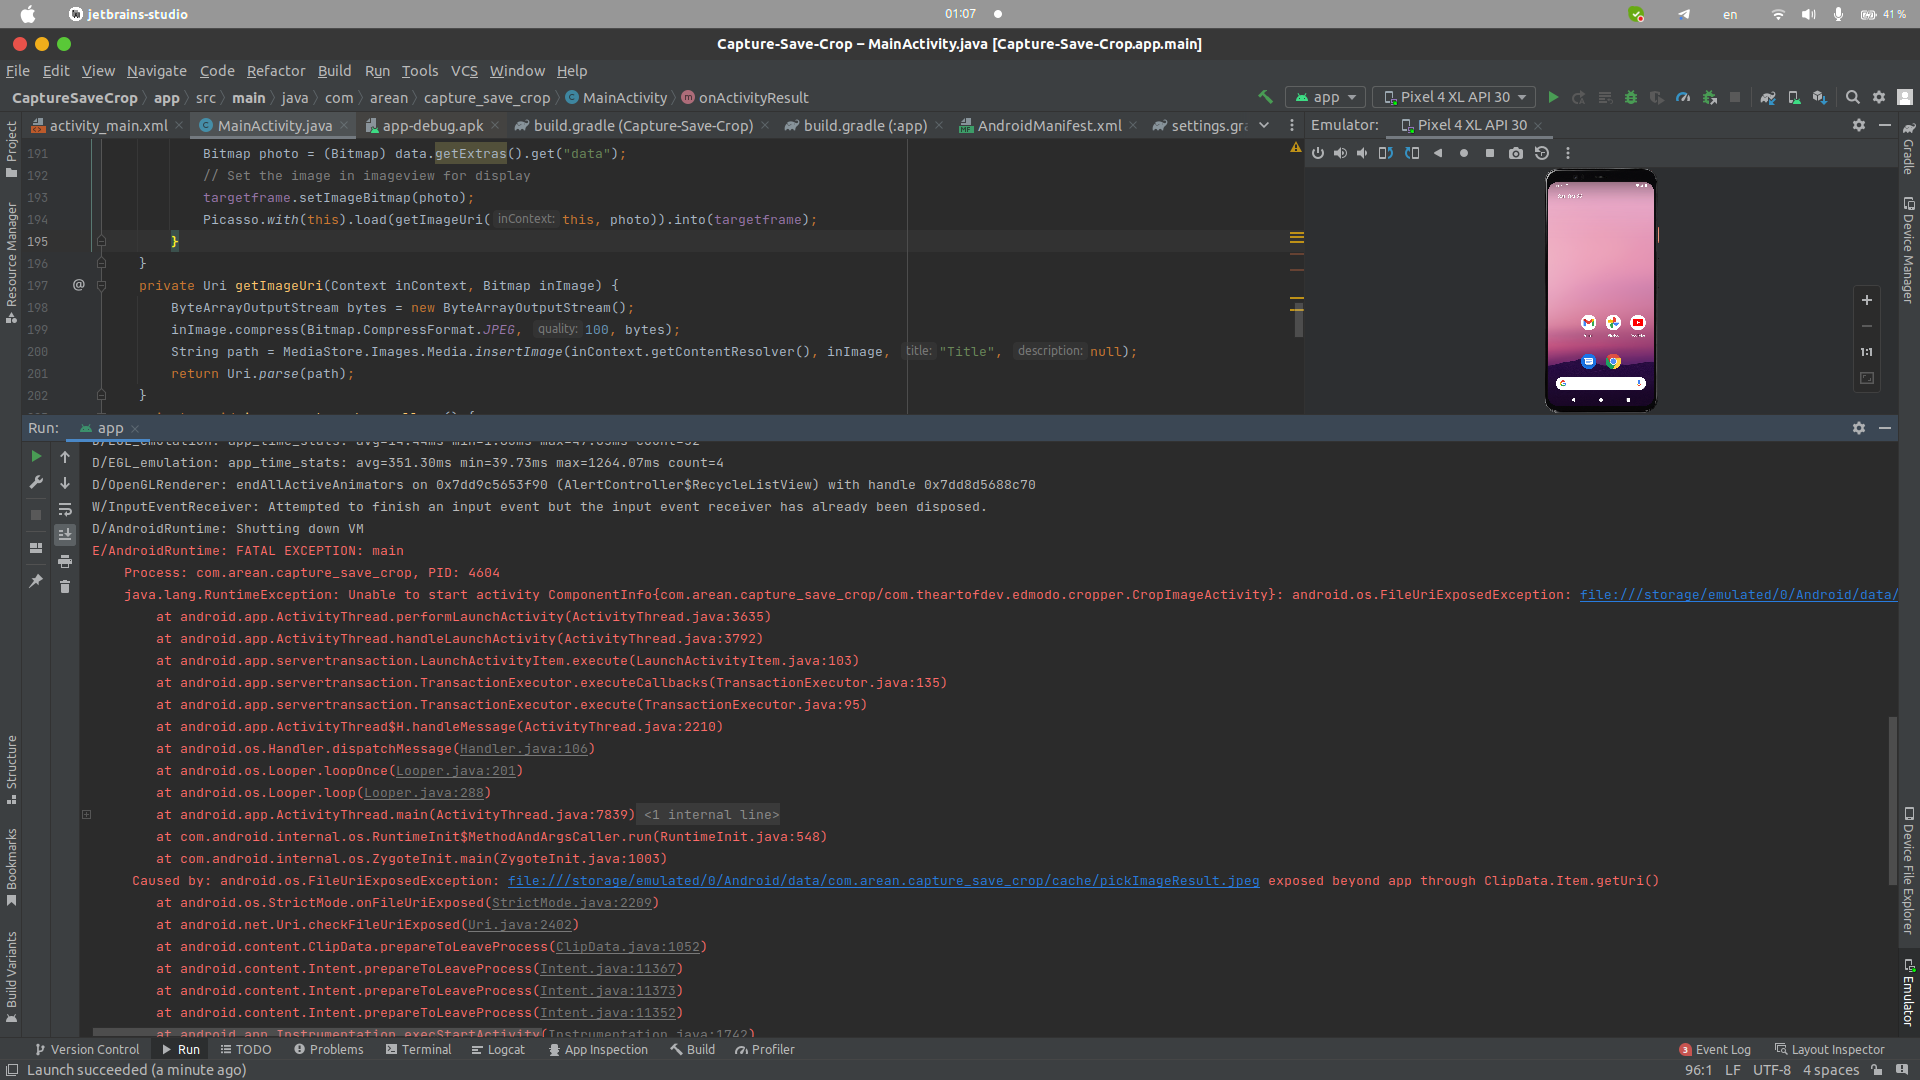 jetbrains-studio
01:07
en
41 %
Capture-Save-Crop – MainActivity.java [Capture-Save-Crop.app.main]
File Edit View Navigate Code Refactor Build Run Tools VCS Window Help
CaptureSaveCrop app src main java com arean capture_save_crop MainActivity onActivityResult
app
Pixel 4 XL API 30
activity_main.xml MainActivity.java app-debug.apk build.gradle (Capture-Save-Crop) build.gradle (:app) AndroidManifest.xml settings.gra
Emulator: Pixel 4 XL API 30
Project
Resource Manager
Structure
Bookmarks
Build Variants
Gradle
Device Manager
Device File Explorer
Emulator
191 Bitmap photo = (Bitmap) data.getExtras().get("data");
192 // Set the image in imageview for display
193 targetframe.setImageBitmap(photo);
194 Picasso.with(this).load(getImageUri( inContext: this, photo)).into(targetframe);
195 }
196 }
197 @ private Uri getImageUri(Context inContext, Bitmap inImage) {
198 ByteArrayOutputStream bytes = new ByteArrayOutputStream();
199 inImage.compress(Bitmap.CompressFormat.JPEG, quality: 100, bytes);
200 String path = MediaStore.Images.Media.insertImage(inContext.getContentResolver(), inImage, title: "Title", description: null);
201 return Uri.parse(path);
202 }
1:1
Run: app
D/EGL_emulation: app_time_stats: avg=351.30ms min=39.73ms max=1264.07ms count=4
D/OpenGLRenderer: endAllActiveAnimators on 0x7dd9c5653f90 (AlertController$RecycleListView) with handle 0x7dd8d5688c70
W/InputEventReceiver: Attempted to finish an input event but the input event receiver has already been disposed.
D/AndroidRuntime: Shutting down VM
E/AndroidRuntime: FATAL EXCEPTION: main
Process: com.arean.capture_save_crop, PID: 4604
java.lang.RuntimeException: Unable to start activity ComponentInfo{com.arean.capture_save_crop/com.theartofdev.edmodo.cropper.CropImageActivity}: android.os.FileUriExposedException: file:///storage/emulated/0/Android/data/
at android.app.ActivityThread.performLaunchActivity(ActivityThread.java:3635)
at android.app.ActivityThread.handleLaunchActivity(ActivityThread.java:3792)
at android.app.servertransaction.LaunchActivityItem.execute(LaunchActivityItem.java:103)
at android.app.servertransaction.TransactionExecutor.executeCallbacks(TransactionExecutor.java:135)
at android.app.servertransaction.TransactionExecutor.execute(TransactionExecutor.java:95)
at android.app.ActivityThread$H.handleMessage(ActivityThread.java:2210)
at android.os.Handler.dispatchMessage(Handler.java:106)
at android.os.Looper.loopOnce(Looper.java:201)
at android.os.Looper.loop(Looper.java:288)
at android.app.ActivityThread.main(ActivityThread.java:7839) <1 internal line>
at com.android.internal.os.RuntimeInit$MethodAndArgsCaller.run(RuntimeInit.java:548)
at com.android.internal.os.ZygoteInit.main(ZygoteInit.java:1003)
Caused by: android.os.FileUriExposedException: file:///storage/emulated/0/Android/data/com.arean.capture_save_crop/cache/pickImageResult.jpeg exposed beyond app through ClipData.Item.getUri()
at android.os.StrictMode.onFileUriExposed(StrictMode.java:2209)
at android.net.Uri.checkFileUriExposed(Uri.java:2402)
at android.content.ClipData.prepareToLeaveProcess(ClipData.java:1052)
at android.content.Intent.prepareToLeaveProcess(Intent.java:11367)
at android.content.Intent.prepareToLeaveProcess(Intent.java:11373)
at android.content.Intent.prepareToLeaveProcess(Intent.java:11352)
at android.app.Instrumentation.execStartActivity(Instrumentation.java:1742)
Version Control Run TODO Problems Terminal Logcat App Inspection Build Profiler
3 Event Log Layout Inspector
Launch succeeded (a minute ago)
96:1 LF UTF-8 4 spaces